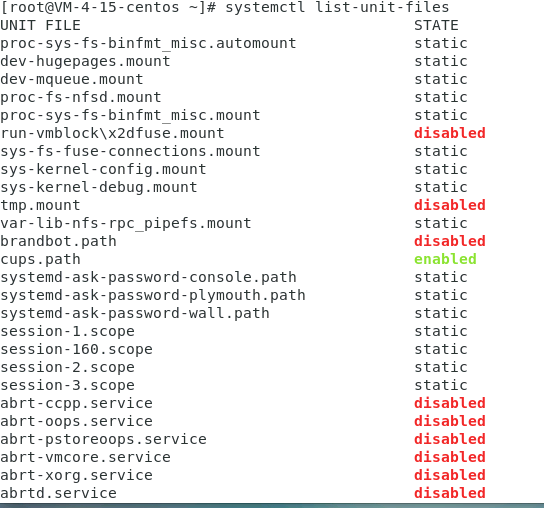 [root@VM-4-15-centos ~]# systemctl list-unit-files
UNIT FILE                                     STATE
proc-sys-fs-binfmt_misc.automount             static
dev-hugepages.mount                           static
dev-mqueue.mount                              static
proc-fs-nfsd.mount                            static
proc-sys-fs-binfmt_misc.mount                 static
run-vmblock\x2dfuse.mount                     disabled
sys-fs-fuse-connections.mount                 static
sys-kernel-config.mount                       static
sys-kernel-debug.mount                        static
tmp.mount                                     disabled
var-lib-nfs-rpc_pipefs.mount                  static
brandbot.path                                 disabled
cups.path                                     enabled
systemd-ask-password-console.path             static
systemd-ask-password-plymouth.path            static
systemd-ask-password-wall.path                static
session-1.scope                               static
session-160.scope                             static
session-2.scope                               static
session-3.scope                               static
abrt-ccpp.service                             disabled
abrt-oops.service                             disabled
abrt-pstoreoops.service                       disabled
abrt-vmcore.service                           disabled
abrt-xorg.service                             disabled
abrtd.service                                 disabled